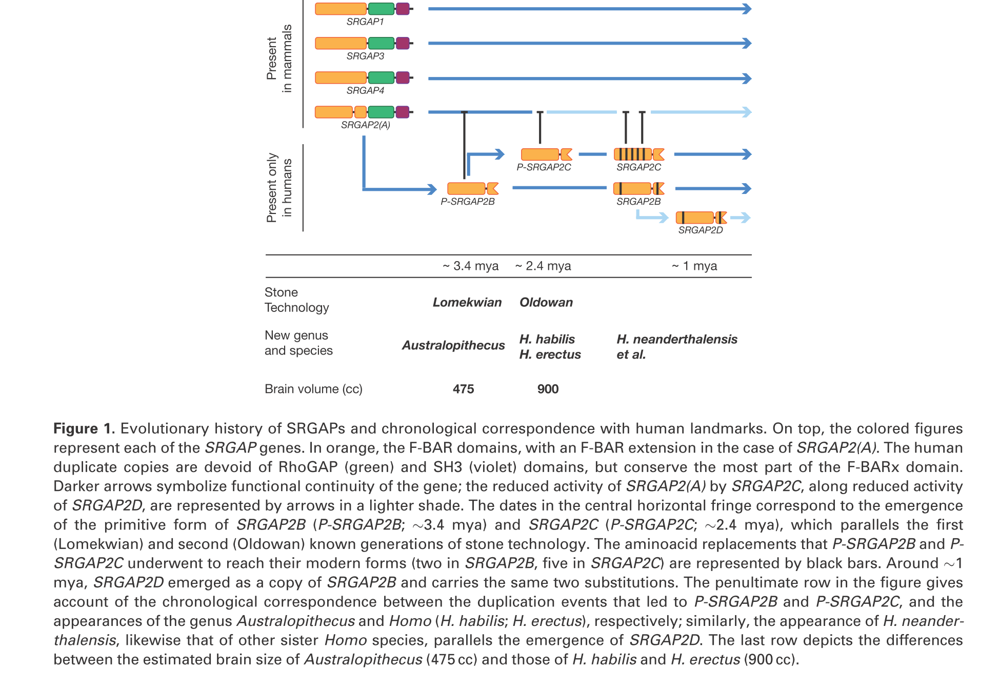 Present
in mammals
SRGAP1
SRGAP3
SRGAP4
SRGAP2(A)
Present only
in humans
P-SRGAP2C
SRGAP2C
P-SRGAP2B
SRGAP2B
SRGAP2D
~ 3.4 mya ~ 2.4 mya ~ 1 mya
Stone
Technology
Lomekwian Oldowan
New genus
and species
Australopithecus
H. habilis
H. erectus
H. neanderthalensis
et al.
Brain volume (cc) 475 900
Figure 1. Evolutionary history of SRGAPs and chronological correspondence with human landmarks. On top, the colored figures
represent each of the SRGAP genes. In orange, the F-BAR domains, with an F-BAR extension in the case of SRGAP2(A). The human
duplicate copies are devoid of RhoGAP (green) and SH3 (violet) domains, but conserve the most part of the F-BARx domain.
Darker arrows symbolize functional continuity of the gene; the reduced activity of SRGAP2(A) by SRGAP2C, along reduced activity
of SRGAP2D, are represented by arrows in a lighter shade. The dates in the central horizontal fringe correspond to the emergence
of the primitive form of SRGAP2B (P-SRGAP2B; ~3.4 mya) and SRGAP2C (P-SRGAP2C; ~2.4 mya), which parallels the first
(Lomekwian) and second (Oldowan) known generations of stone technology. The aminoacid replacements that P-SRGAP2B and P-
SRGAP2C underwent to reach their modern forms (two in SRGAP2B, five in SRGAP2C) are represented by black bars. Around ~1
mya, SRGAP2D emerged as a copy of SRGAP2B and carries the same two substitutions. The penultimate row in the figure gives
account of the chronological correspondence between the duplication events that led to P-SRGAP2B and P-SRGAP2C, and the
appearances of the genus Australopithecus and Homo (H. habilis; H. erectus), respectively; similarly, the appearance of H. neander-
thalensis, likewise that of other sister Homo species, parallels the emergence of SRGAP2D. The last row depicts the differences
between the estimated brain size of Australopithecus (475 cc) and those of H. habilis and H. erectus (900 cc).